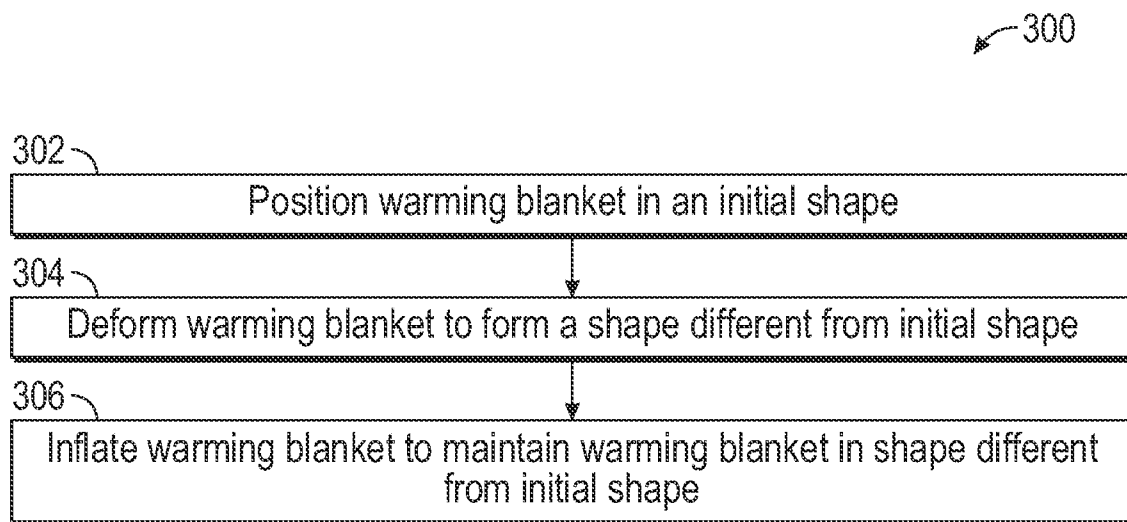 300
302
Position warming blanket in an initial shape
304
Deform warming blanket to form a shape different from initial shape
306
Inflate warming blanket to maintain warming blanket in shape different
from initial shape